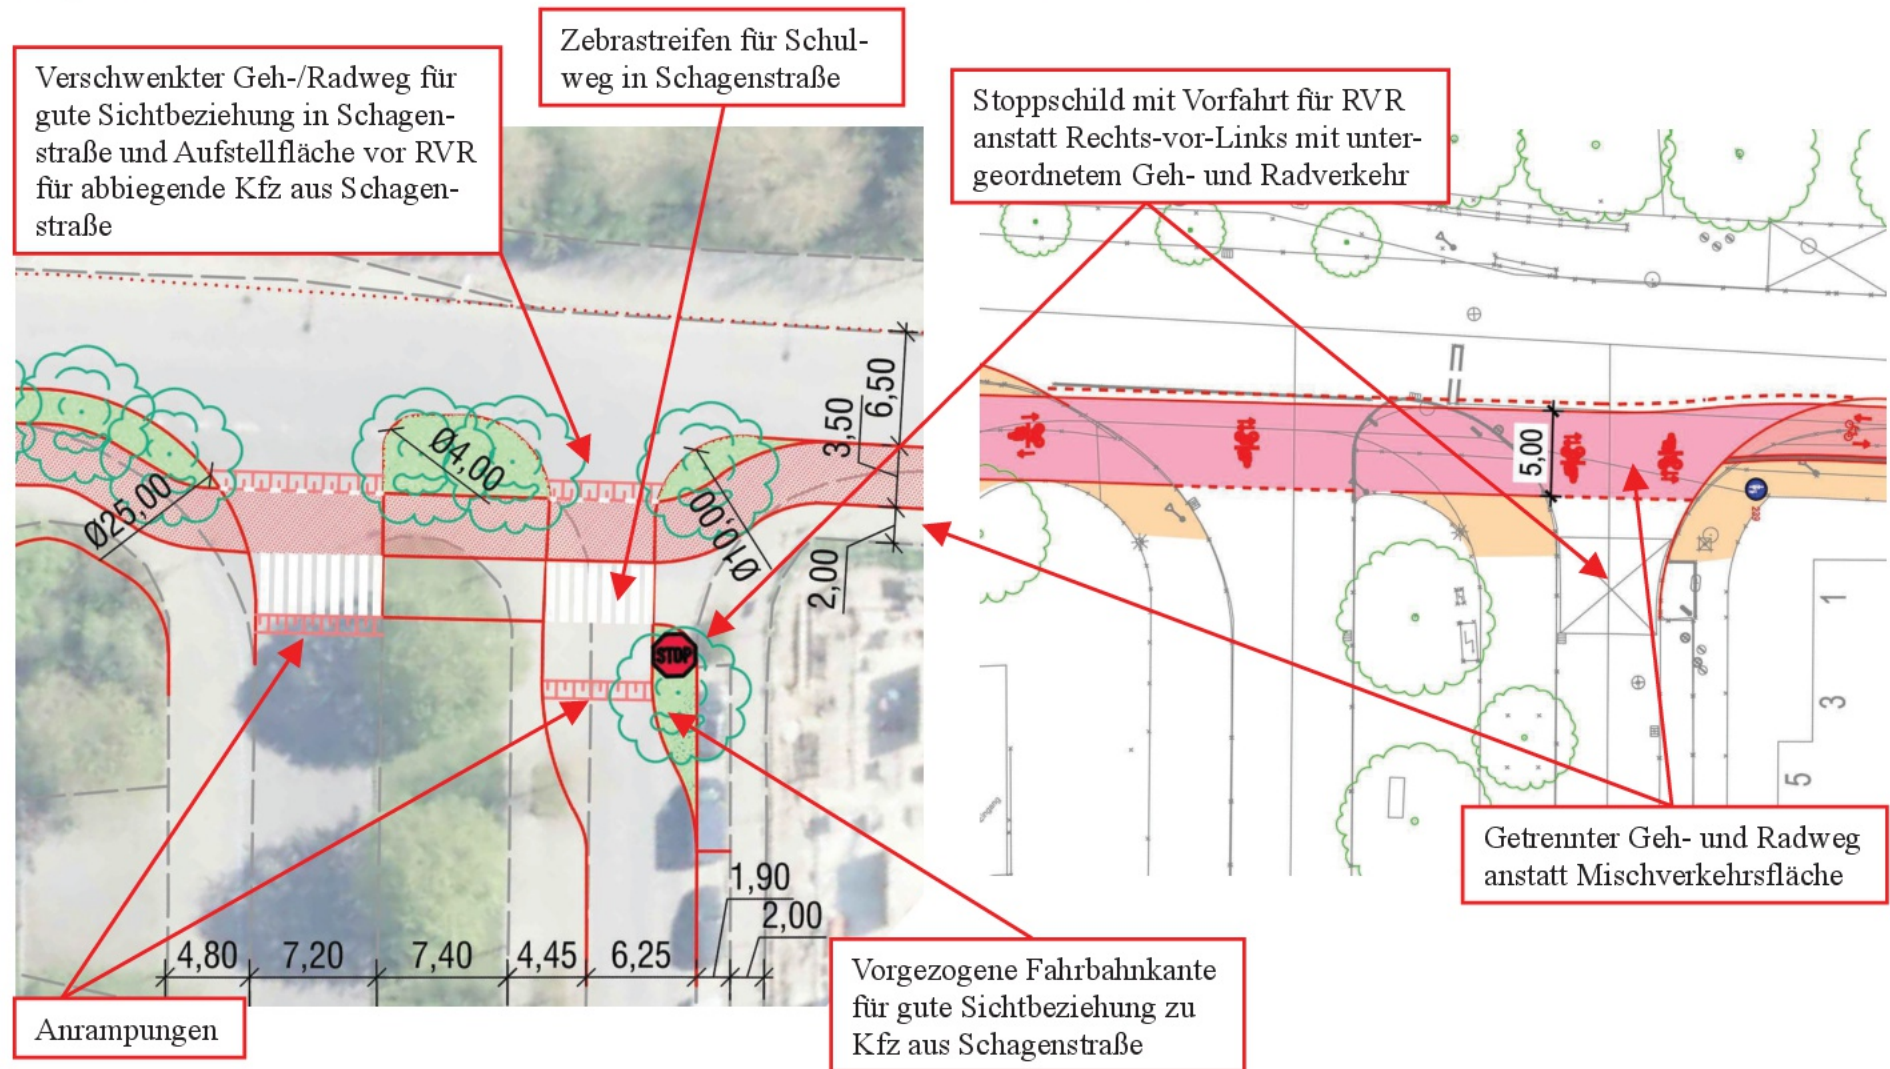 Verschwenkter Geh-/Radweg für
gute Sichtbeziehung in Schagen-
straße und Aufstellfläche vor RVR
für abbiegende Kfz aus Schagen-
straße
Zebrastreifen für Schul-
weg in Schagenstraße
Stoppschild mit Vorfahrt für RVR
anstatt Rechts-vor-Links mit unter-
geordnetem Geh- und Radverkehr
Ø25,00
Ø4,00
Ø10,00
3,50
6,50
2,00
STOP
5,00
1
3
5
1,90
2,00
4,80
7,20
7,40
4,45
6,25
Getrennter Geh- und Radweg
anstatt Mischverkehrsfläche
Vorgezogene Fahrbahnkante
für gute Sichtbeziehung zu
Kfz aus Schagenstraße
Anrampungen